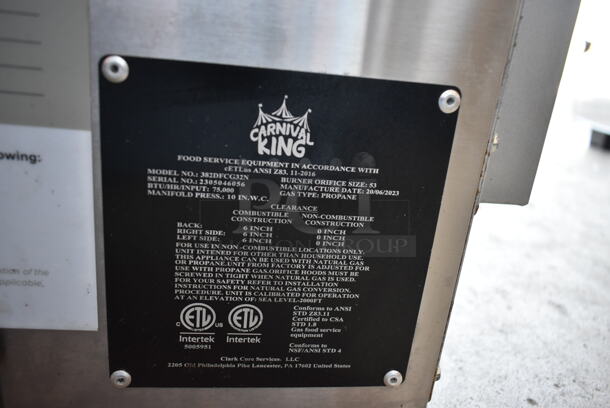 owing:
ation of the
pplicable,
CARNIVAL
KING
FOOD SERVICE EQUIPMENT IN ACCORDANCE WITH
cETLus ANSI Z83. 11-2016
MODEL NO.: 382DFCG32N BURNER ORIFICE SIZE: 53
SERIAL NO.: 2305046056 MANUFACTURE DATE: 20/06/2023
BTU/HR/INPUT: 75,000 GAS TYPE: PROPANE
MANIFOLD PRESS: 10 IN.W.C.
CLEARANCE
COMBUSTIBLE NON-COMBUSTIBLE
CONSTRUCTION CONSTRUCTION
BACK: 6 INCH 0 INCH
RIGHT SIDE: 6 INCH 0 INCH
LEFT SIDE: 6 INCH 0 INCH
FOR USE IN NON-COMBUSTIBLE LOCATIONS ONLY.
UNIT INTENDED FOR OTHER THAN HOUSEHOLD USE.
THIS APPLIANCE CAN BE USED WITH NATURAL GAS
OR PROPANE.UNIT FROM FACTORY IS ADJUSTED FOR
USE WITH PROPANE GAS.ORIFICE HOODS MUST BE
SCREWED IN TIGHT WHEN NATURAL GAS IS USED.
FOR YOUR SAFETY REFER TO INSTALLATION
INSTRUCTIONS FOR NATURAL GAS CONVERSION.
PROCEDURE. UNIT IS CALIBRATED FOR OPERATION
AT AN ELEVATION OF: SEA LEVEL-2000FT
C ETL US ETL
Intertek Intertek
5005951
Conforms to ANSI
STD Z83.11
Certified to CSA
STD 1.8
Gas food service
equipment
Conforms to
NSF/ANSI STD 4
Clark Core Services. LLC
2205 Old Philadelphia Pike Lancaster, PA 17602 United States